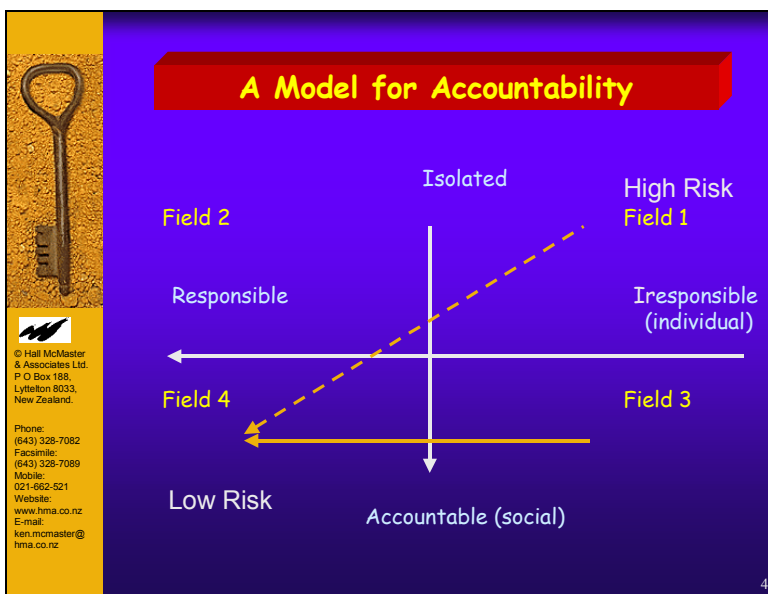 A Model for Accountability
Isolated
High Risk
Field 2
Field 1
Responsible
Iresponsible
(individual)
Field 4
Field 3
Low Risk
Accountable (social)
© Hall McMaster
& Associates Ltd.
P O Box 188,
Lyttelton 8033,
New Zealand.
Phone:
(643) 328-7082
Facsimile:
(643) 328-7089
Mobile:
021-662-521
Website:
www.hma.co.nz
E-mail:
ken.mcmaster@
hma.co.nz
4